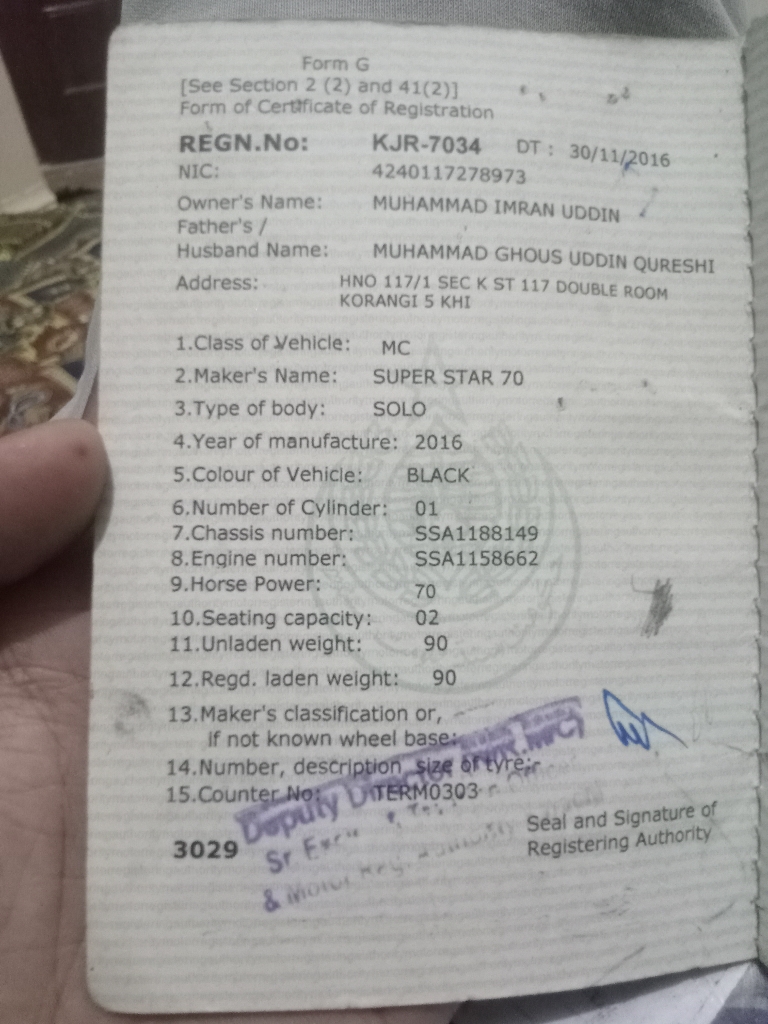 Form G
[See Section 2 (2) and 41(2)]
Form of Certificate of Registration
REGN.No: KJR-7034 DT : 30/11/2016
NIC: 4240117278973
Owner's Name: MUHAMMAD IMRAN UDDIN
Father's /
Husband Name: MUHAMMAD GHOUS UDDIN QURESHI
Address: HNO 117/1 SEC K ST 117 DOUBLE ROOM
KORANGI 5 KHI
1.Class of Vehicle: MC
2.Maker's Name: SUPER STAR 70
3.Type of body: SOLO
4.Year of manufacture: 2016
5.Colour of Vehicle: BLACK
6.Number of Cylinder: 01
7.Chassis number: SSA1188149
8.Engine number: SSA1158662
9.Horse Power: 70
10.Seating capacity: 02
11.Unladen weight: 90
12.Regd. laden weight: 90
13.Maker's classification or,
if not known wheel base:
14.Number, description size of tyre:
15.Counter No: TERM0303
Deputy Director
Sr
& Motor Reg.
3029
Seal and Signature of
Registering Authority